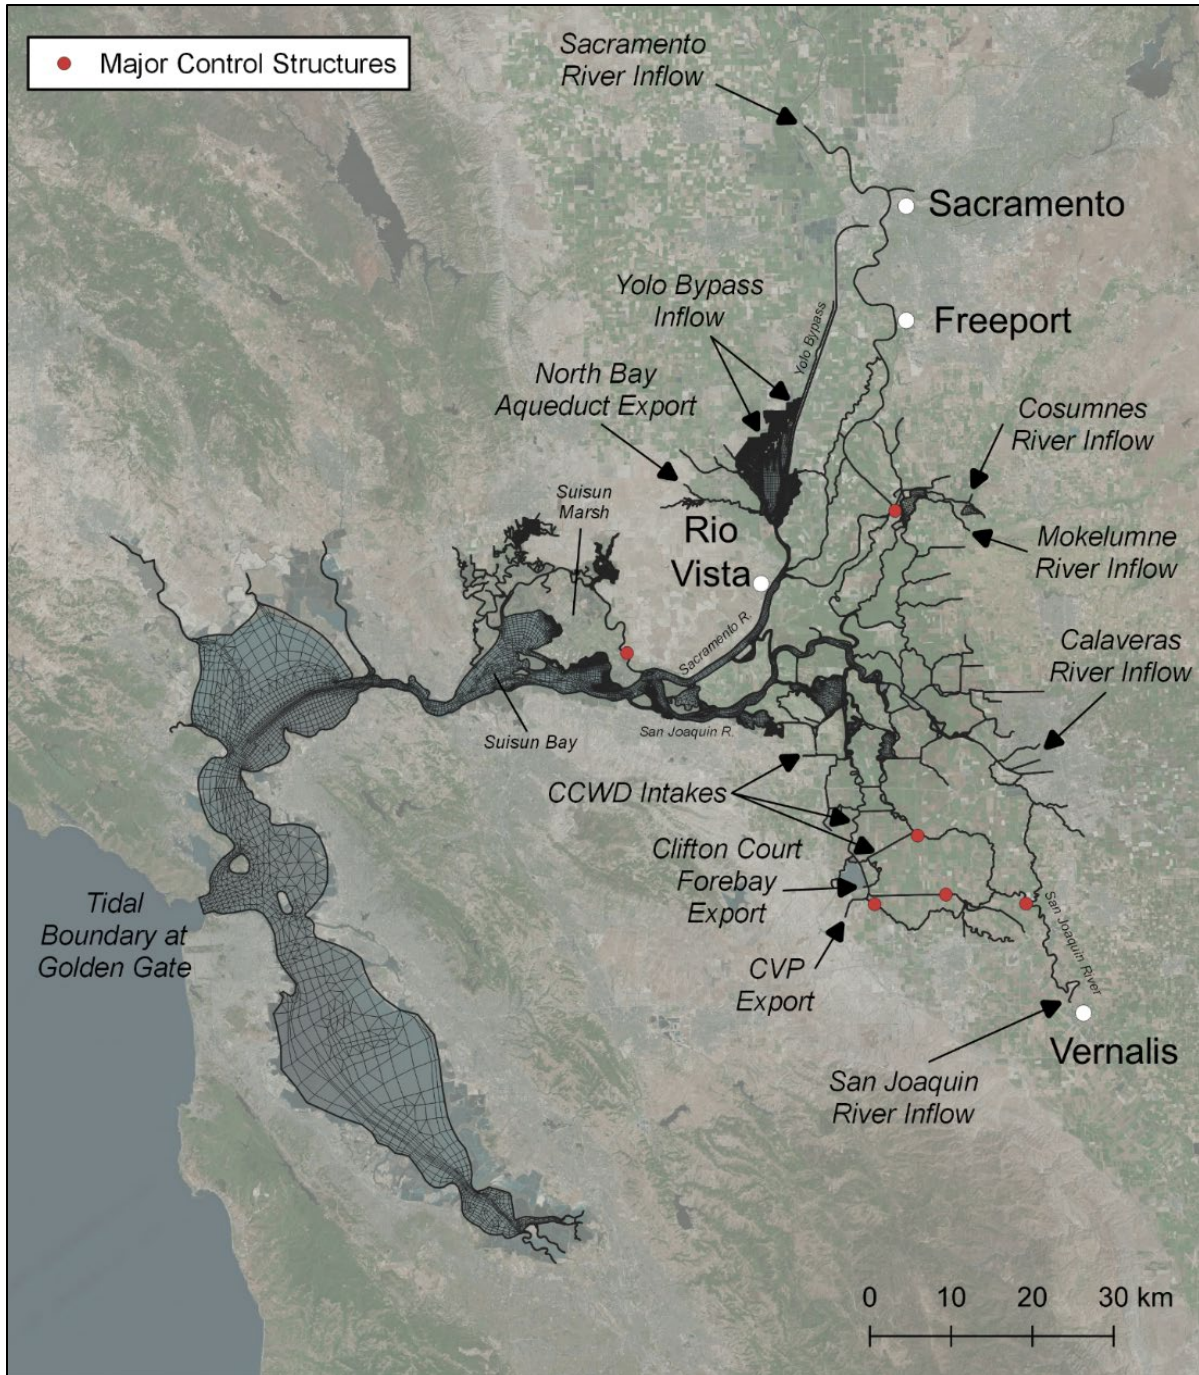 Major Control Structures
Sacramento
River Inflow
Sacramento
Yolo Bypass
Inflow
Freeport
Yolo Bypass
North Bay
Aqueduct Export
Cosumnes
River Inflow
Suisun
Marsh
Rio
Vista
Mokelumne
River Inflow
Sacramento R.
Calaveras
River Inflow
Suisun Bay
San Joaquin R.
CCWD Intakes
Clifton Court
Forebay
Export
Tidal
Boundary at
Golden Gate
San Joaquin River
CVP
Export
Vernalis
San Joaquin
River Inflow
0 10 20 30 km